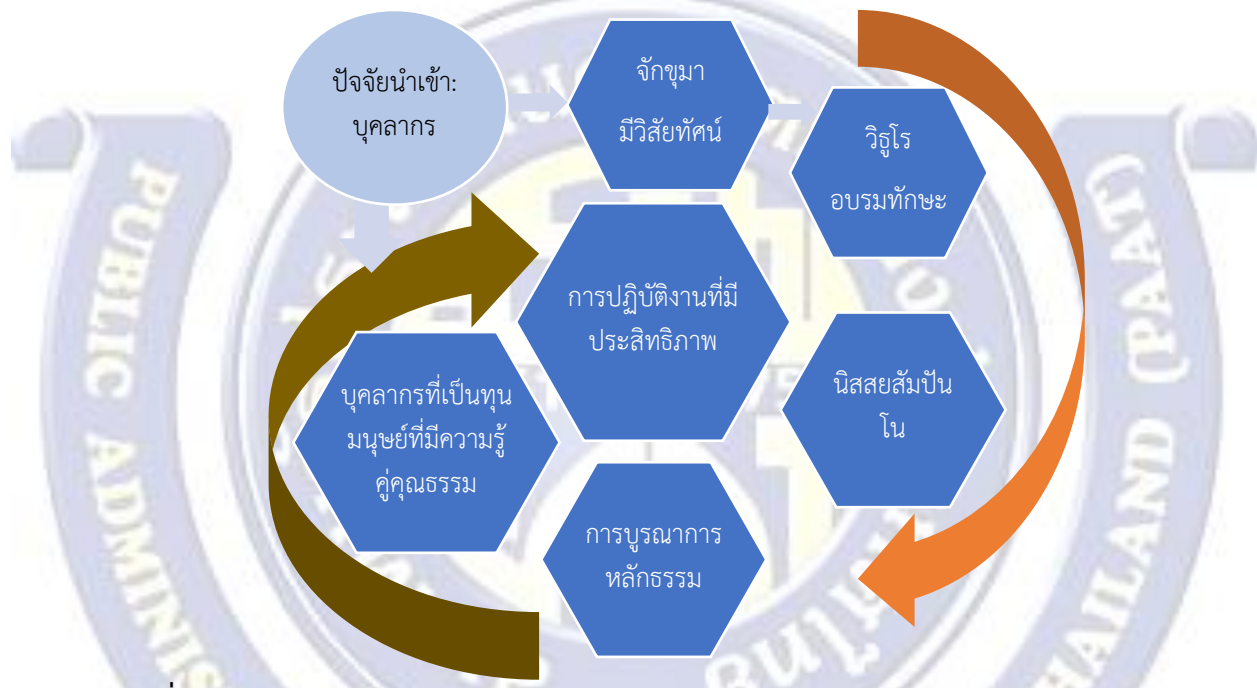 ปัจจัยนำเข้า:
บุคลากร
จักขุมา
มีวิสัยทัศน์
วิธูโร
อบรมทักษะ
นิสสยสัมปัน
โน
การปฏิบัติงานที่มี
ประสิทธิภาพ
บุคลากรที่เป็นทุน
มนุษย์ที่มีความรู้
คู่คุณธรรม
การบูรณาการ
หลักธรรม
PUBLIC ADMINIS
THAILAND (PAAT)